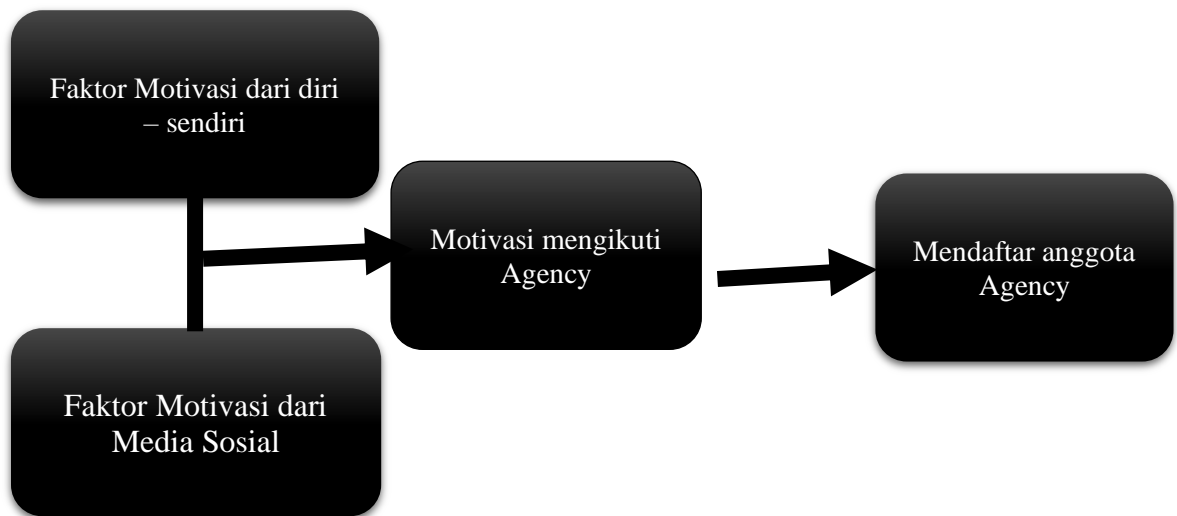 Faktor Motivasi dari diri
– sendiri
Motivasi mengikuti
Agency
Mendaftar anggota
Agency
Faktor Motivasi dari
Media Sosial